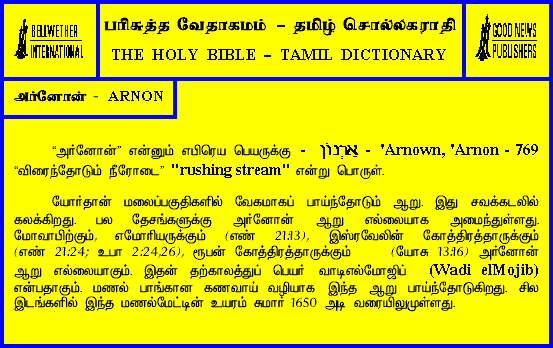 BELLWETHER
INTERNATIONAL
பரிசுத்த வேதாகமம் – தமிழ் சொல்லகராதி
THE HOLY BIBLE – TAMIL DICTIONARY
GOOD NEWS
PUBLISHERS
அர்னோன் - ARNON
“அர்னோன்” என்னும் எபிரெய பெயருக்கு - אַרְנוֹן - 'Arnown, 'Arnon - 769
“விரைந்தோடும் நீரோடை” "rushing stream" என்று பொருள்.
யோர்தான் மலைப்பகுதிகளில் வேகமாகப் பாய்ந்தோடும் ஆறு. இது சவக்கடலில்
கலக்கிறது. பல தேசங்களுக்கு அர்னோன் ஆறு எல்லையாக அமைந்துள்ளது.
மோவாபிற்கும், எமோரியருக்கும் (எண் 21:13), இஸ்ரவேலின் கோத்திரத்தாருக்கும்
(எண் 21:24; உபா 2:24,26), ரூபன் கோத்திரத்தாருக்கும் (யோசு 13:16) அர்னோன்
ஆறு எல்லையாகும். இதன் தற்காலத்துப் பெயர் வாடிஎல்மோஜிப் (Wadi elMojib)
என்பதாகும். மணல் பாங்கான கணவாய் வழியாக இந்த ஆறு பாய்ந்தோடுகிறது. சில
இடங்களில் இந்த மணல்மேட்டின் உயரம் சுமார் 1650 அடி வரையிலுமுள்ளது.